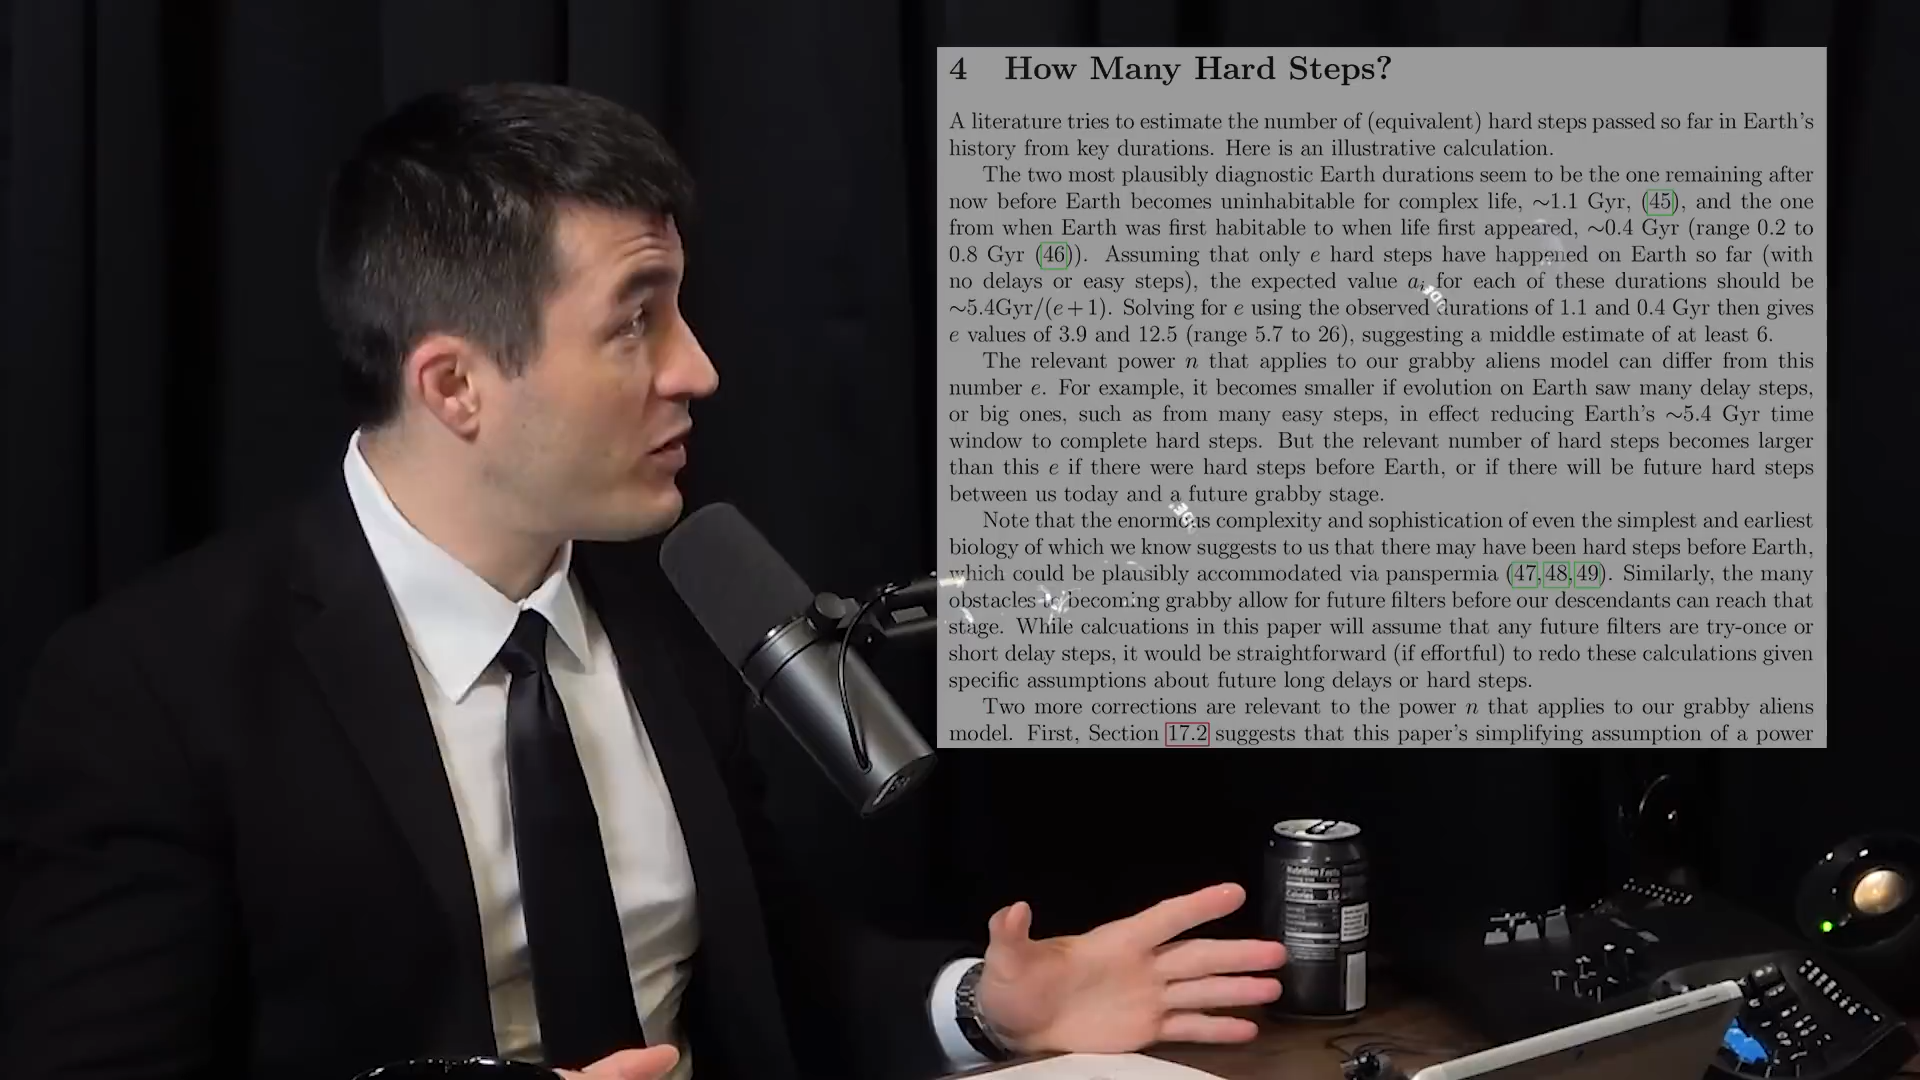 4 How Many Hard Steps?
A literature tries to estimate the number of (equivalent) hard steps passed so far in Earth's
history from key durations. Here is an illustrative calculation.
The two most plausibly diagnostic Earth durations seem to be the one remaining after
now before Earth becomes uninhabitable for complex life, ∼1.1 Gyr, (45), and the one
from when Earth was first habitable to when life first appeared, ∼0.4 Gyr (range 0.2 to
0.8 Gyr (46)). Assuming that only e hard steps have happened on Earth so far (with
no delays or easy steps), the expected value aᵢ for each of these durations should be
∼5.4Gyr/(e + 1). Solving for e using the observed durations of 1.1 and 0.4 Gyr then gives
e values of 3.9 and 12.5 (range 5.7 to 26), suggesting a middle estimate of at least 6.
The relevant power n that applies to our grabby aliens model can differ from this
number e. For example, it becomes smaller if evolution on Earth saw many delay steps,
or big ones, such as from many easy steps, in effect reducing Earth's ∼5.4 Gyr time
window to complete hard steps. But the relevant number of hard steps becomes larger
than this e if there were hard steps before Earth, or if there will be future hard steps
between us today and a future grabby stage.
Note that the enormous complexity and sophistication of even the simplest and earliest
biology of which we know suggests to us that there may have been hard steps before Earth,
which could be plausibly accommodated via panspermia (47,48,49). Similarly, the many
obstacles to becoming grabby allow for future filters before our descendants can reach that
stage. While calcuations in this paper will assume that any future filters are try-once or
short delay steps, it would be straightforward (if effortful) to redo these calculations given
specific assumptions about future long delays or hard steps.
Two more corrections are relevant to the power n that applies to our grabby aliens
model. First, Section 17.2 suggests that this paper's simplifying assumption of a power
Nutrition Facts
Calories